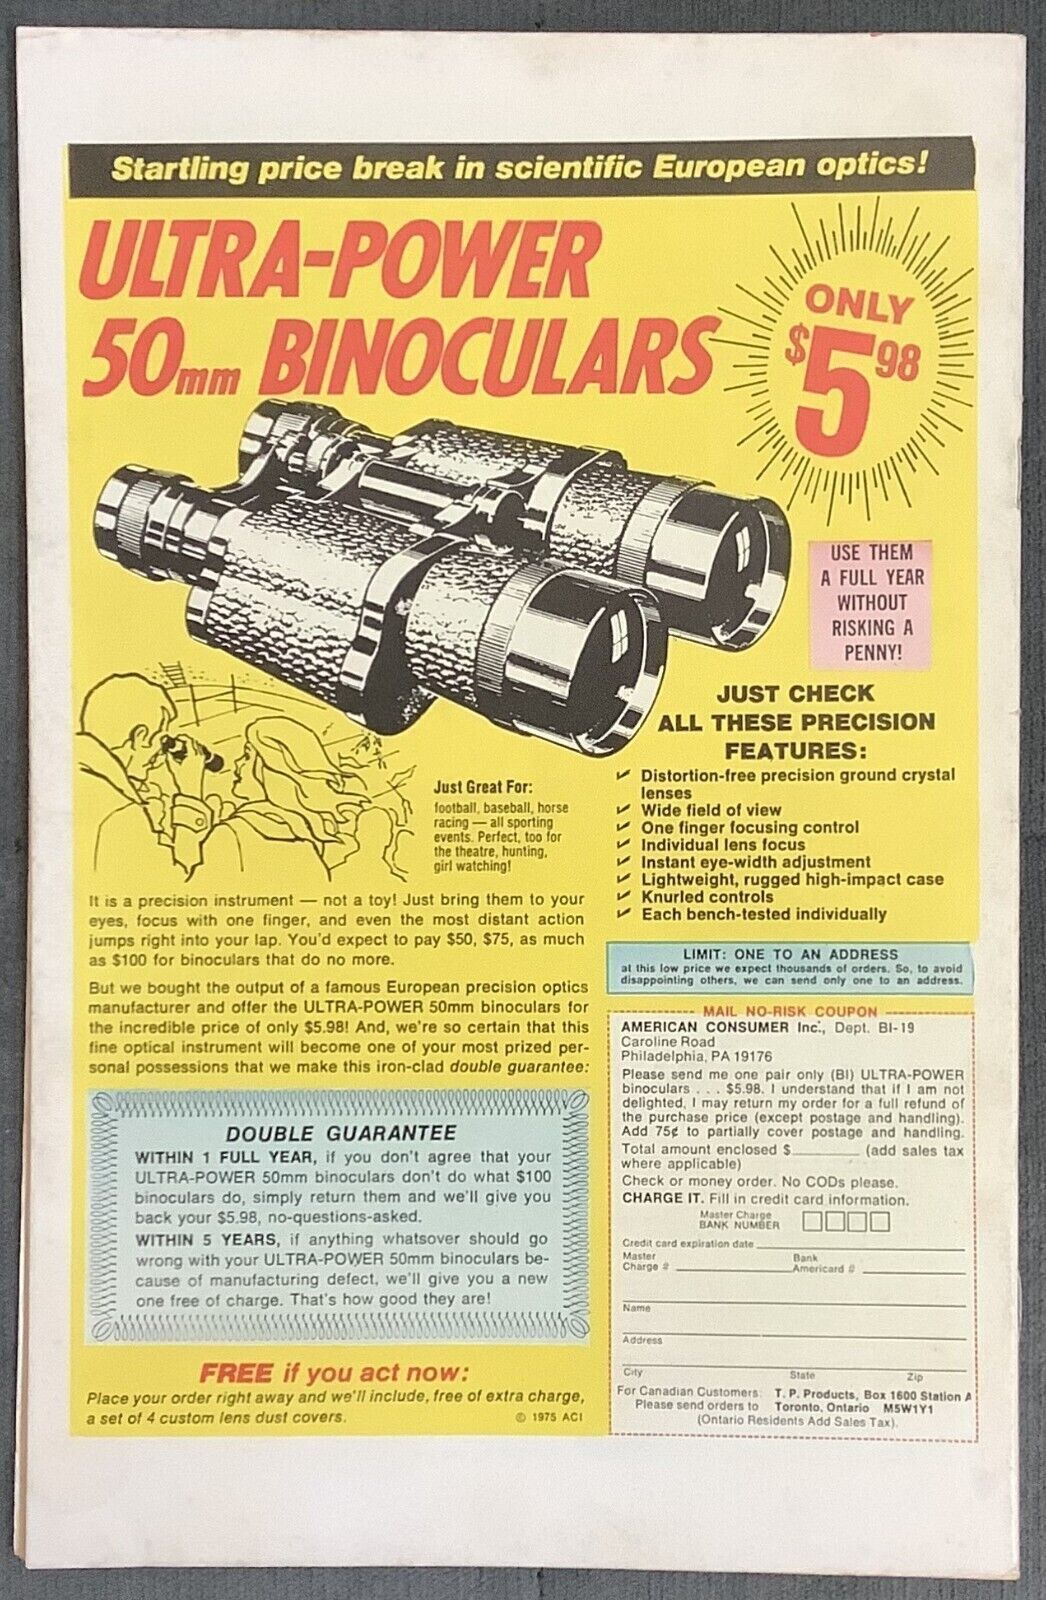 Startling price break in scientific European optics!
ULTRA-POWER
50mm BINOCULARS
ONLY
$5 98
USE THEM
A FULL YEAR
WITHOUT
RISKING A
PENNY!
JUST CHECK
ALL THESE PRECISION
FEATURES:
Distortion-free precision ground crystal
lenses
Wide field of view
One finger focusing control
Individual lens focus
Instant eye-width adjustment
Lightweight, rugged high-impact case
Knurled controls
Each bench-tested individually
Just Great For:
football, baseball, horse
racing — all sporting
events. Perfect, too for
the theatre, hunting,
girl watching!
It is a precision instrument — not a toy! Just bring them to your
eyes, focus with one finger, and even the most distant action
jumps right into your lap. You'd expect to pay $50, $75, as much
as $100 for binoculars that do no more.
But we bought the output of a famous European precision optics
manufacturer and offer the ULTRA-POWER 50mm binoculars for
the incredible price of only $5.98! And, we're so certain that this
fine optical instrument will become one of your most prized per-
sonal possessions that we make this iron-clad double guarantee:
DOUBLE GUARANTEE
WITHIN 1 FULL YEAR, if you don't agree that your
ULTRA-POWER 50mm binoculars don't do what $100
binoculars do, simply return them and we'll give you
back your $5.98, no-questions-asked.
WITHIN 5 YEARS, if anything whatsoever should go
wrong with your ULTRA-POWER 50mm binoculars be-
cause of manufacturing defect, we'll give you a new
one free of charge. That's how good they are!
FREE if you act now:
Place your order right away and we'll include, free of extra charge,
a set of 4 custom lens dust covers. © 1975 ACI
LIMIT: ONE TO AN ADDRESS
at this low price we expect thousands of orders. So, to avoid
disappointing others, we can send only one to an address.
MAIL NO-RISK COUPON
AMERICAN CONSUMER Inc., Dept. BI-19
Caroline Road
Philadelphia, PA 19176
Please send me one pair only (BI) ULTRA-POWER
binoculars . . . $5.98. I understand that if I am not
delighted, I may return my order for a full refund of
the purchase price (except postage and handling).
Add 75¢ to partially cover postage and handling.
Total amount enclosed $________ (add sales tax
where applicable)
Check or money order. No CODs please.
CHARGE IT. Fill in credit card information.
Master Charge
BANK NUMBER
Credit card expiration date
Master Bank
Charge # Americard #
Name
Address
City State Zip
For Canadian Customers: T. P. Products, Box 1600 Station A
Please send orders to Toronto, Ontario M5W1Y1
(Ontario Residents Add Sales Tax).